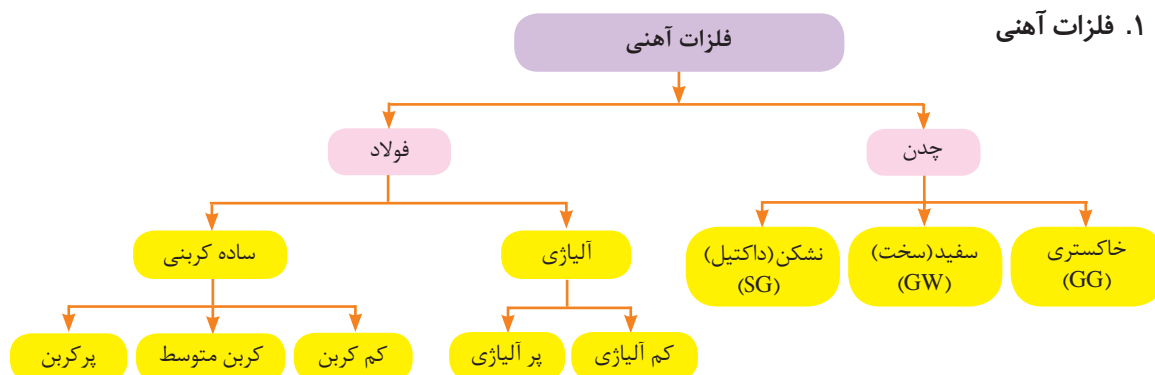 ۱. فلزات آهنی
فلزات آهنی
چدن
فولاد
خاکستری
(GG)
سفید(سخت)
(GW)
نشکن(داکتیل)
(SG)
آلیاژی
ساده کربنی
کم آلیاژی
پر آلیاژی
کم کربن
کربن متوسط
پرکربن